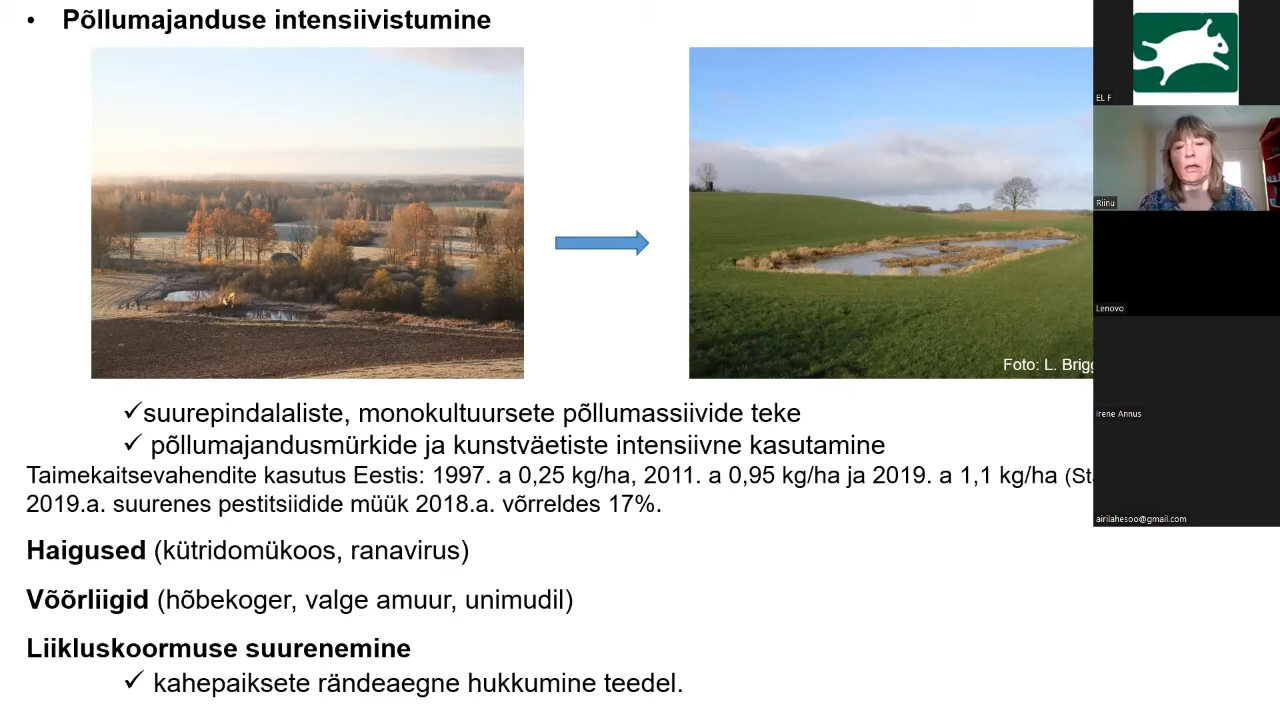 • Põllumajanduse intensiivistumine
Foto: L. Brigg
✓suurepindalaliste, monokultuursete põllumassiivide teke
✓ põllumajandusmürkide ja kunstväetiste intensiivne kasutamine
Taimekaitsevahendite kasutus Eestis: 1997. a 0,25 kg/ha, 2011. a 0,95 kg/ha ja 2019. a 1,1 kg/ha
2019.a. suurenes pestitsiidide müük 2018.a. võrreldes 17%.
Haigused (kütridomükoos, ranavirus)
Võõrliigid (hõbekoger, valge amuur, unimudil)
Liikluskoormuse suurenemine
✓ kahepaiksete rändeaegne hukkumine teedel.
EL F
Riinu
Lenovo
Irene Annus
airilahesoo@gmail.com